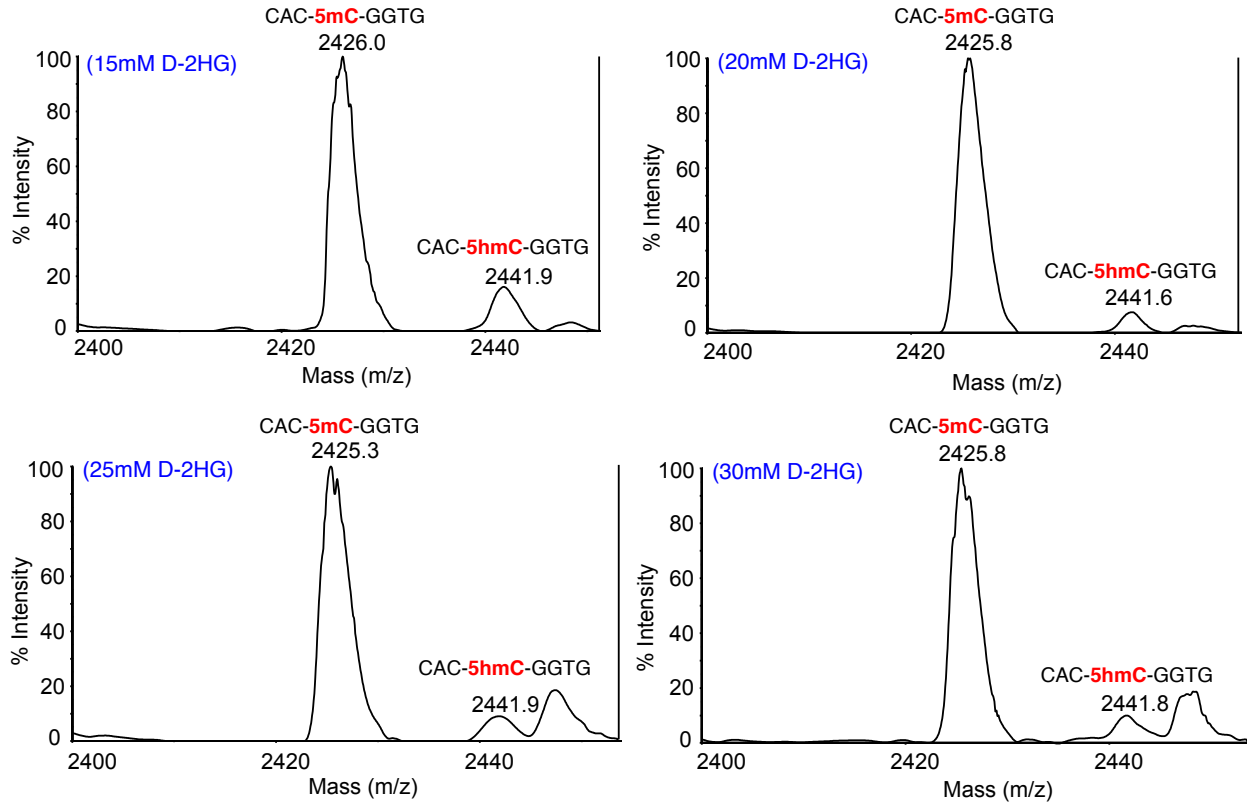 CAC-5mC-GGTG
2426.0
(15mM D-2HG)
100
80
60
40
20
0
% Intensity
CAC-5hmC-GGTG
2441.9
2400
2420
2440
Mass (m/z)
CAC-5mC-GGTG
2425.8
(20mM D-2HG)
100
80
60
40
20
0
% Intensity
CAC-5hmC-GGTG
2441.6
2400
2420
2440
Mass (m/z)
CAC-5mC-GGTG
2425.3
(25mM D-2HG)
100
80
60
40
20
0
% Intensity
CAC-5hmC-GGTG
2441.9
2400
2420
2440
Mass (m/z)
CAC-5mC-GGTG
2425.8
(30mM D-2HG)
100
80
60
40
20
0
% Intensity
CAC-5hmC-GGTG
2441.8
2400
2420
2440
Mass (m/z)